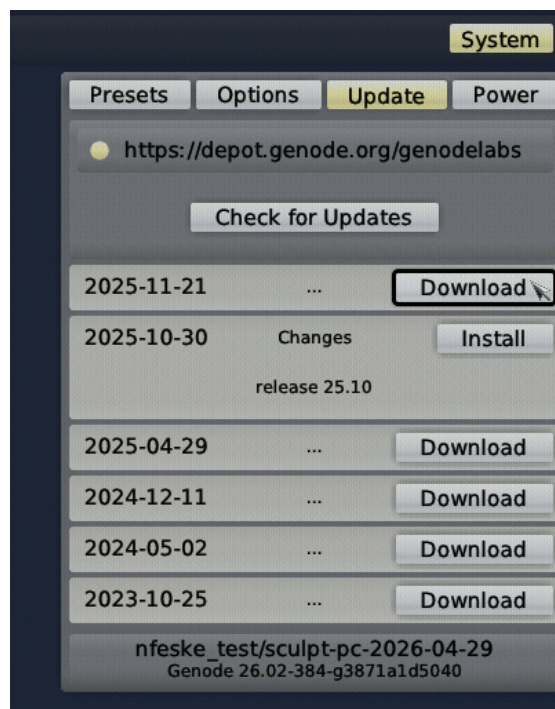 System
Presets Options Update Power
https://depot.genode.org/genodelabs
Check for Updates
2025-11-21 ... Download
2025-10-30 Changes Install
release 25.10
2025-04-29 ... Download
2024-12-11 ... Download
2024-05-02 ... Download
2023-10-25 ... Download
nfeske_test/sculpt-pc-2026-04-29
Genode 26.02-384-g3871a1d5040